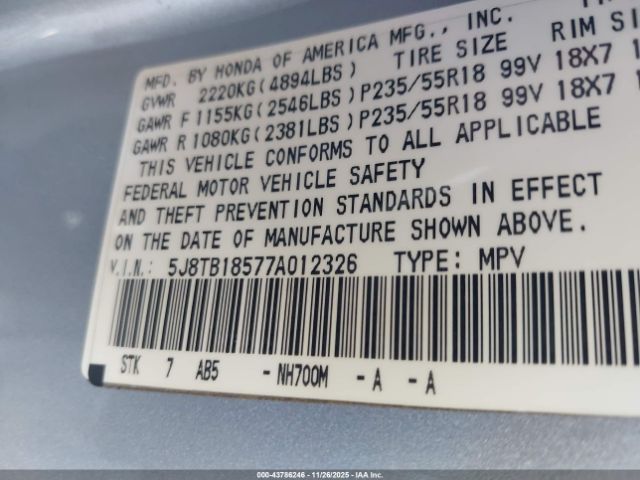 MFD. BY HONDA OF AMERICA MFG., INC.
TIRE SIZE RIM SI
GVWR 2220KG(4894LBS)
GAWR F 1155KG(2546LBS) P235/55R18 99V 18X7
GAWR R 1080KG(2381LBS) P235/55R18 99V 18X7
THIS VEHICLE CONFORMS TO ALL APPLICABLE
FEDERAL MOTOR VEHICLE SAFETY
AND THEFT PREVENTION STANDARDS IN EFFECT
ON THE DATE OF MANUFACTURE SHOWN ABOVE.
V.I.N.: 5J8TB18577A012326 TYPE: MPV
STK 7 AB5 - NH700M - A - A
000-43786246 - 11/26/2025 - IAA Inc.